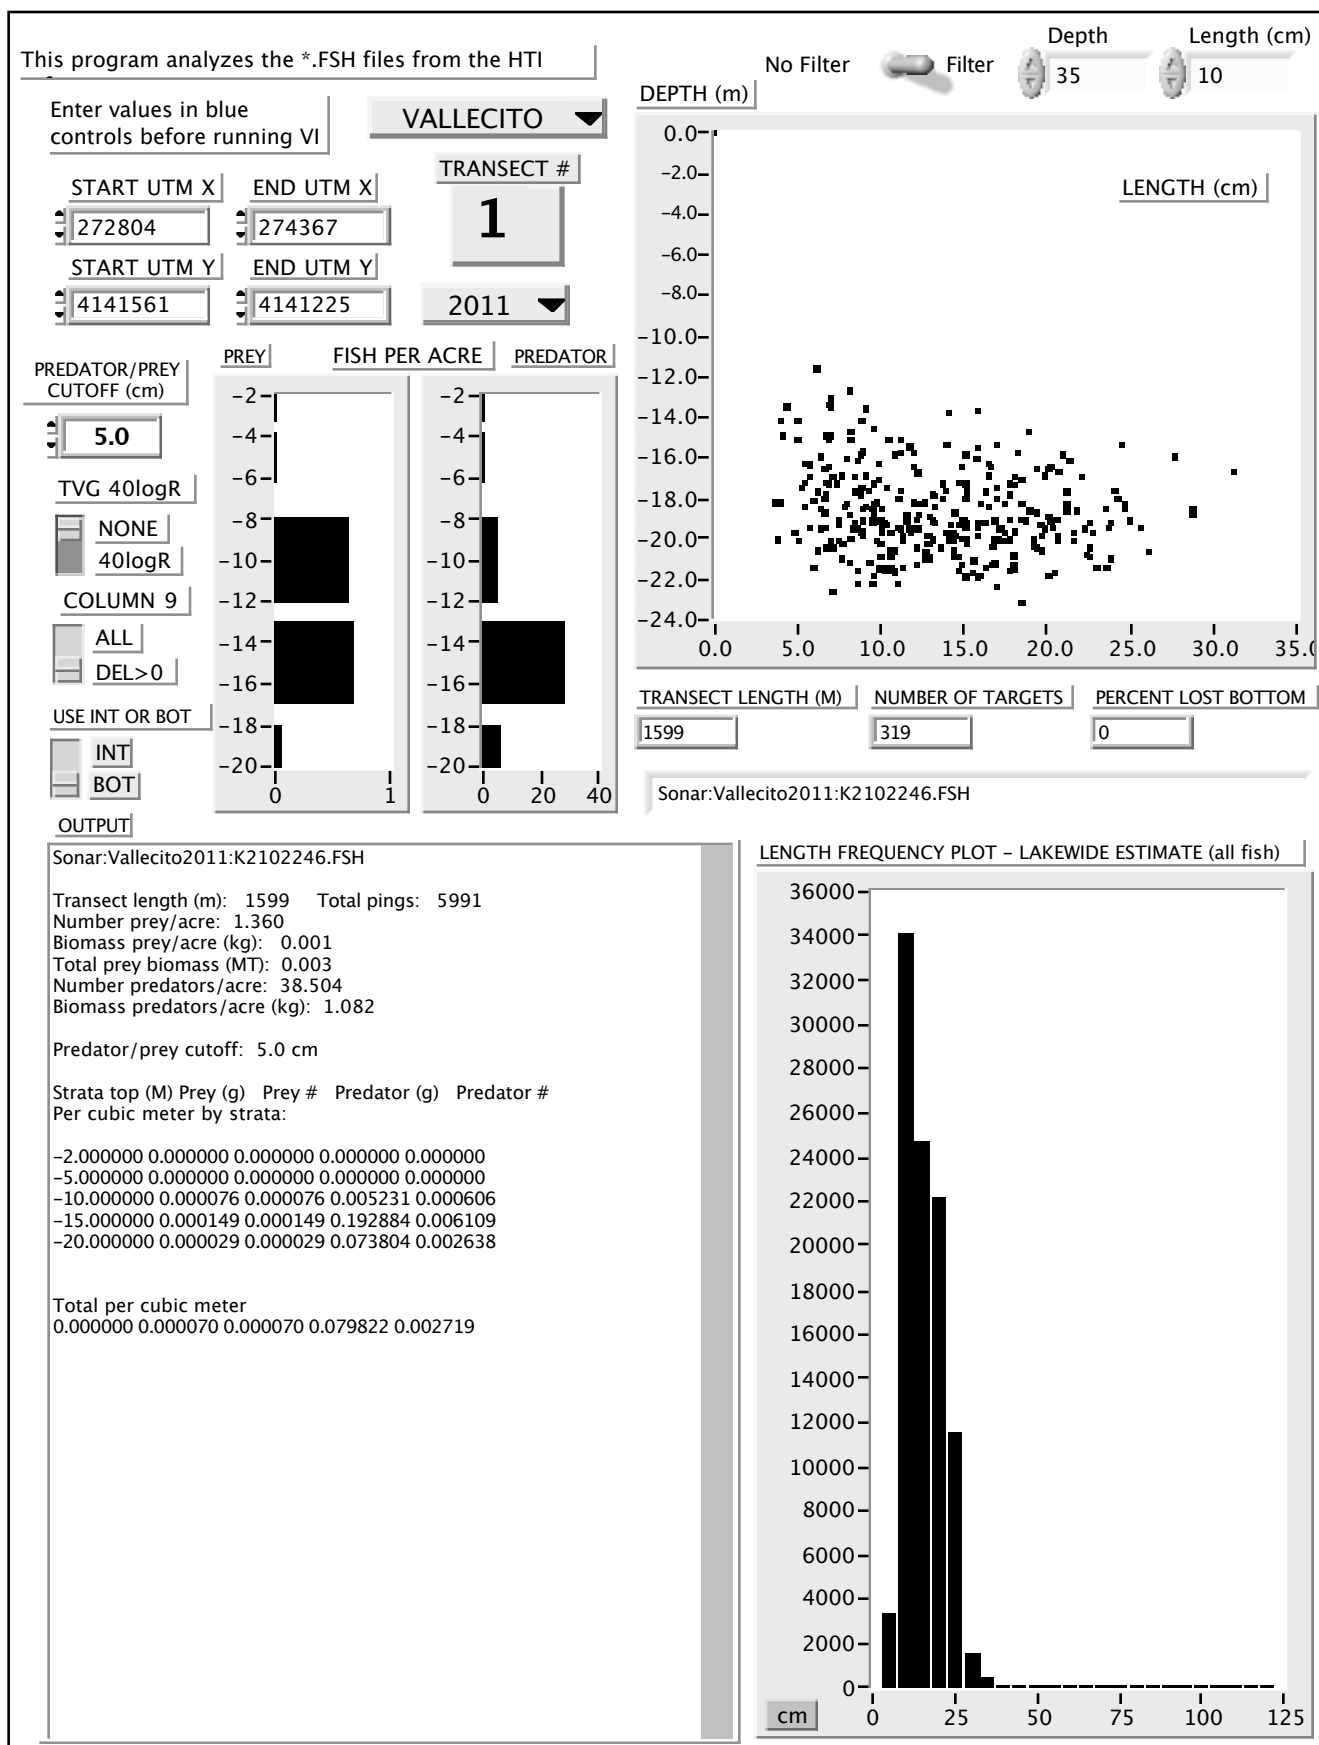 This program analyzes the *.FSH files from the HTI
Enter values in blue
controls before running VI
VALLECITO
No Filter
Filter
Depth
35
Length (cm)
10
TRANSECT #
1
START UTM X
272804
END UTM X
274367
START UTM Y
4141561
END UTM Y
4141225
2011
DEPTH (m)
LENGTH (cm)
0.0
-2.0
-4.0
-6.0
-8.0
-10.0
-12.0
-14.0
-16.0
-18.0
-20.0
-22.0
-24.0
0.0 5.0 10.0 15.0 20.0 25.0 30.0 35.0
PREDATOR/PREY
CUTOFF (cm)
5.0
TVG 40logR
NONE
40logR
COLUMN 9
ALL
DEL>0
USE INT OR BOT
INT
BOT
PREY
FISH PER ACRE
PREDATOR
-2
-4
-6
-8
-10
-12
-14
-16
-18
-20
0 1
-2
-4
-6
-8
-10
-12
-14
-16
-18
-20
0 20 40
TRANSECT LENGTH (M)
1599
NUMBER OF TARGETS
319
PERCENT LOST BOTTOM
0
Sonar:Vallecito2011:K2102246.FSH
OUTPUT
Sonar:Vallecito2011:K2102246.FSH
Transect length (m): 1599 Total pings: 5991
Number prey/acre: 1.360
Biomass prey/acre (kg): 0.001
Total prey biomass (MT): 0.003
Number predators/acre: 38.504
Biomass predators/acre (kg): 1.082
Predator/prey cutoff: 5.0 cm
Strata top (M) Prey (g) Prey # Predator (g) Predator #
Per cubic meter by strata:
-2.000000 0.000000 0.000000 0.000000 0.000000
-5.000000 0.000000 0.000000 0.000000 0.000000
-10.000000 0.000076 0.000076 0.005231 0.000606
-15.000000 0.000149 0.000149 0.192884 0.006109
-20.000000 0.000029 0.000029 0.073804 0.002638
Total per cubic meter
0.000000 0.000070 0.000070 0.079822 0.002719
LENGTH FREQUENCY PLOT - LAKEWIDE ESTIMATE (all fish)
36000
34000
32000
30000
28000
26000
24000
22000
20000
18000
16000
14000
12000
10000
8000
6000
4000
2000
0
cm
0 25 50 75 100 125